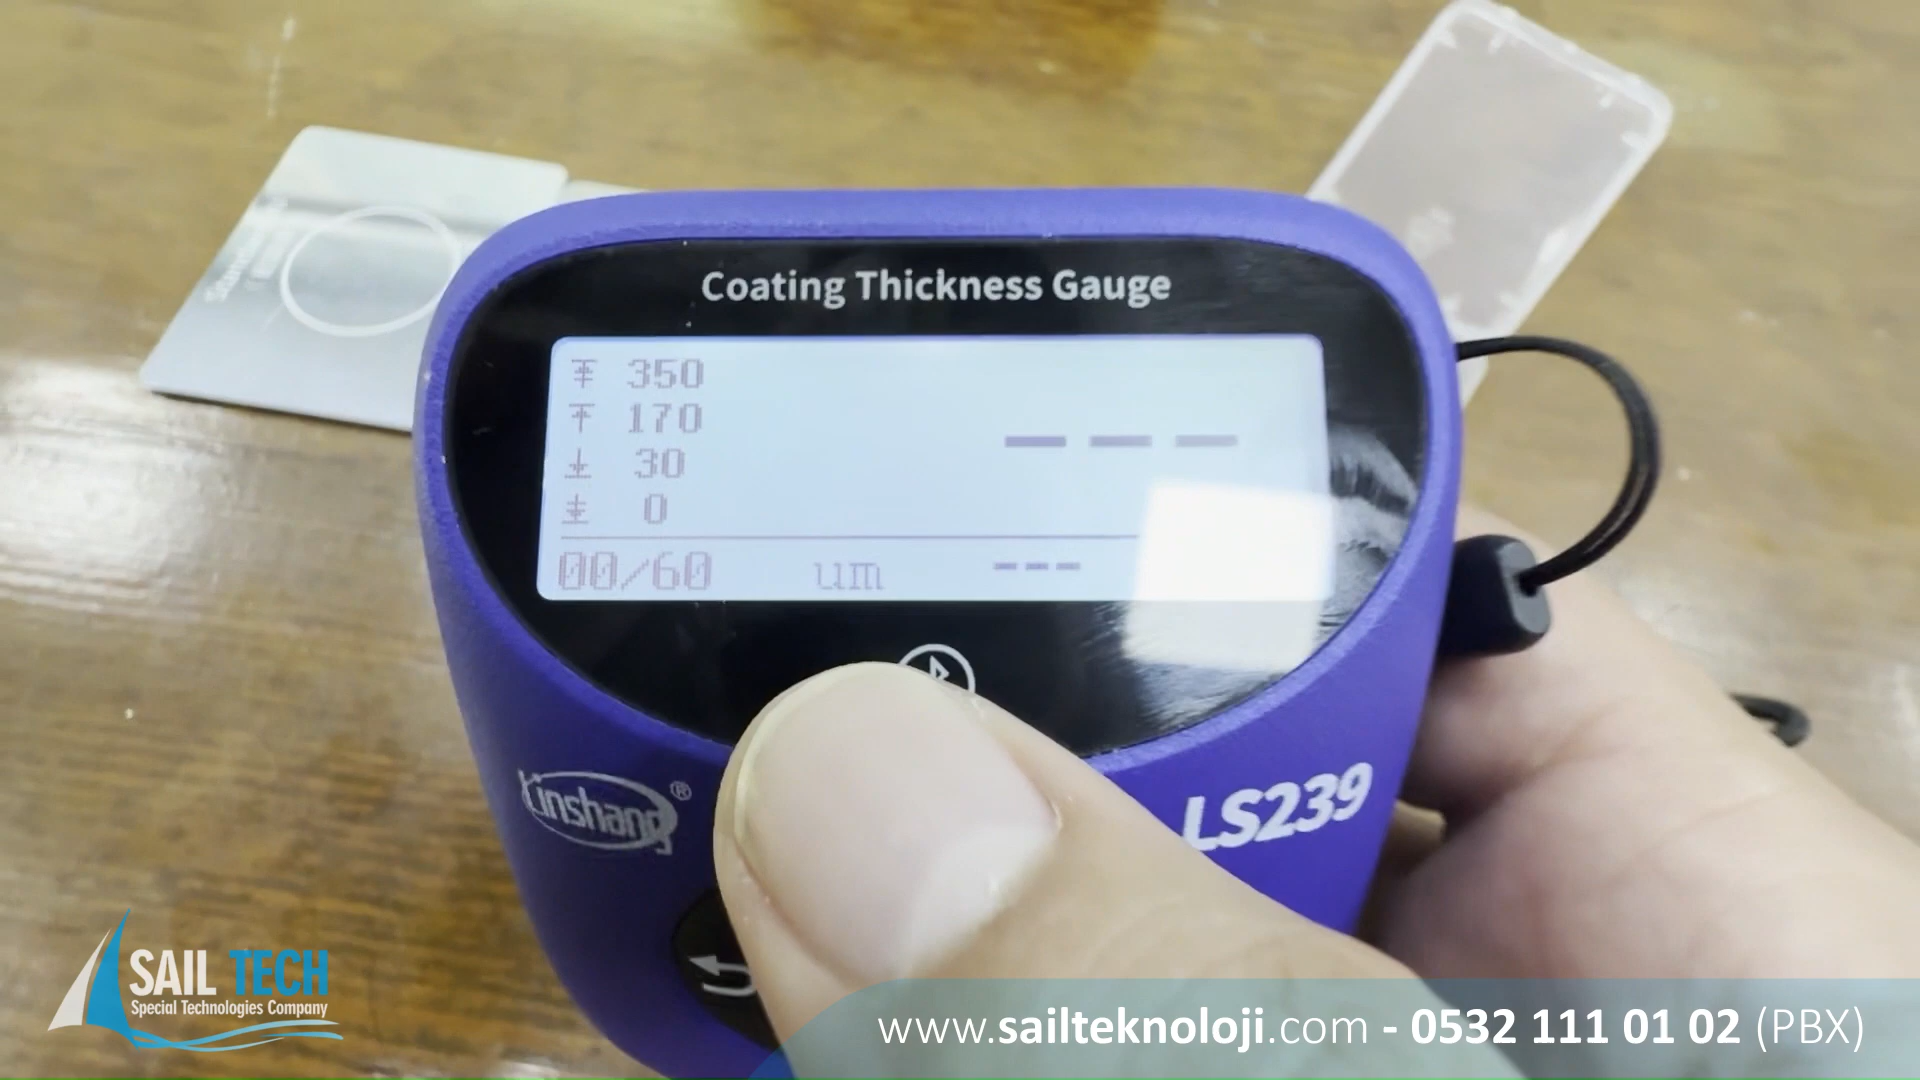 Coating Thickness Gauge
350
170
30
0
00/60 um ---
Linshang®
LS239
SAIL TECH
Special Technologies Company
www.sailteknoloji.com - 0532 111 01 02 (PBX)